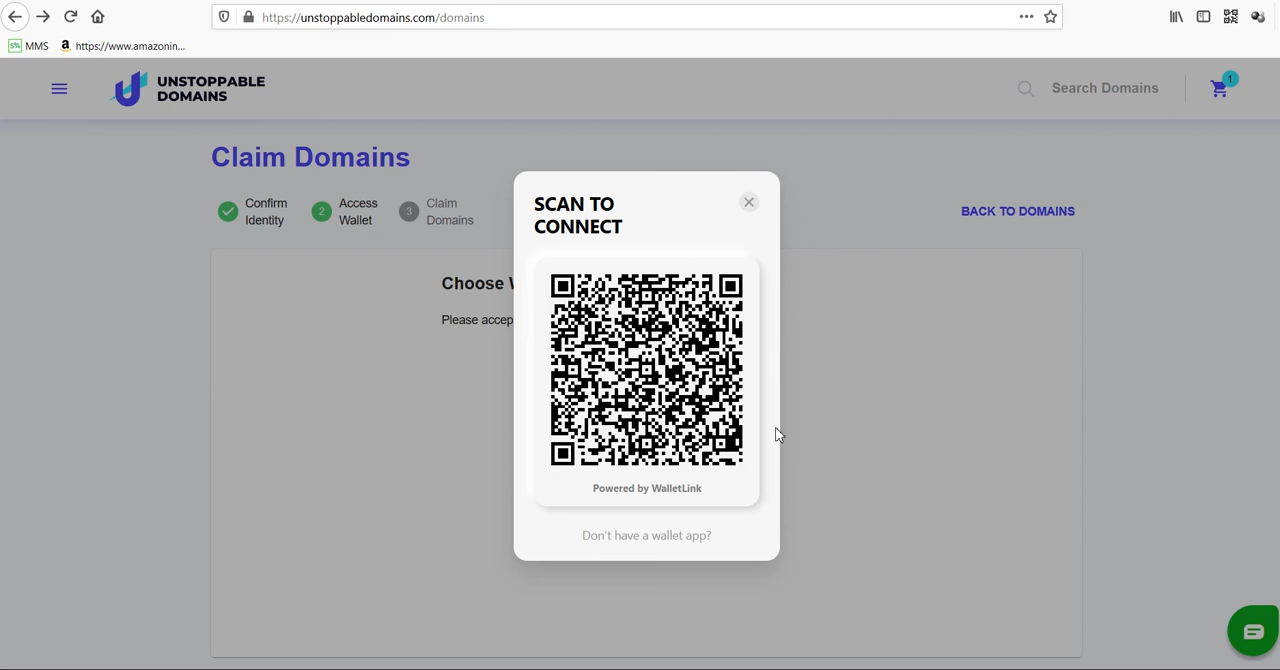 https://unstoppabledomains.com/domains
MMS
https://www.amazonin...
UNSTOPPABLE
DOMAINS
Search Domains
1
Claim Domains
Confirm
Identity
2
Access
Wallet
3
Claim
Domains
BACK TO DOMAINS
Choose
Please accep
SCAN TO
CONNECT
Powered by WalletLink
Don't have a wallet app?